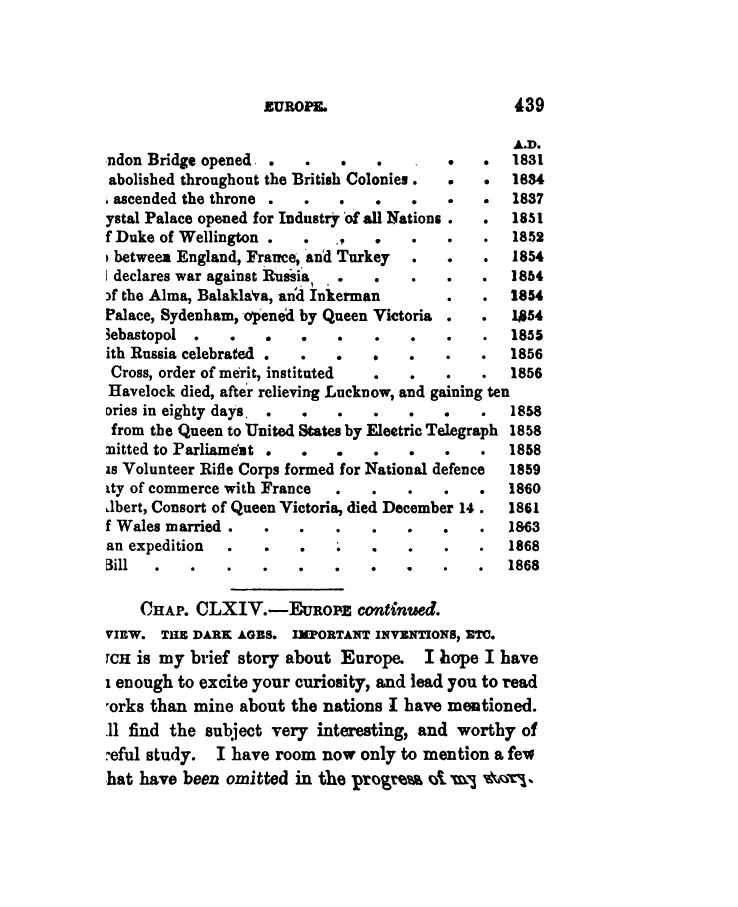 EUROPE. 439
A.D.
ndon Bridge opened . . . . . . 1831
abolished throughout the British Colonies . . . 1834
ascended the throne . . . . . . . 1837
ystal Palace opened for Industry of all Nations . . 1851
f Duke of Wellington . . . . . . . 1852
between England, France, and Turkey . . . 1854
declares war against Russia, . . . . . 1854
of the Alma, Balaklava, and Inkerman . . 1854
Palace, Sydenham, opened by Queen Victoria . . 1854
Sebastopol . . . . . . . . . 1855
ith Russia celebrated . . . . . . . 1856
Cross, order of merit, instituted . . . . 1856
Havelock died, after relieving Lucknow, and gaining ten
ories in eighty days . . . . . . . 1858
from the Queen to United States by Electric Telegraph 1858
mitted to Parliament . . . . . . . 1858
is Volunteer Rifle Corps formed for National defence 1859
ty of commerce with France . . . . . 1860
lbert, Consort of Queen Victoria, died December 14 . 1861
f Wales married . . . . . . . . 1863
an expedition . . . . . . . . 1868
Bill . . . . . . . . . . 1868
CHAP. CLXIV.—EUROPE continued.
VIEW. THE DARK AGES. IMPORTANT INVENTIONS, ETC.
CH is my brief story about Europe. I hope I have
enough to excite your curiosity, and lead you to read
orks than mine about the nations I have mentioned.
ll find the subject very interesting, and worthy of
reful study. I have room now only to mention a few
hat have been omitted in the progress of my story.